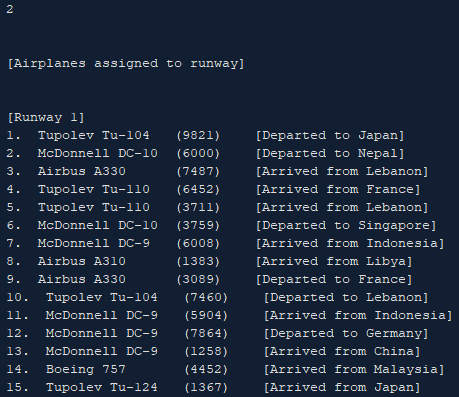 2
[Airplanes assigned to runway]
[Runway 1]
1. Tupolev Tu-104 (9821) [Departed to Japan]
2. McDonnell DC-10 (6000) [Departed to Nepal]
3. Airbus A330 (7487) [Arrived from Lebanon]
4. Tupolev Tu-110 (6452) [Arrived from France]
5. Tupolev Tu-110 (3711) [Arrived from Lebanon]
6. McDonnell DC-10 (3759) [Departed to Singapore]
7. McDonnell DC-9 (6008) [Arrived from Indonesia]
8. Airbus A310 (1383) [Arrived from Libya]
9. Airbus A330 (3089) [Departed to France]
10. Tupolev Tu-104 (7460) [Departed to Lebanon]
11. McDonnell DC-9 (5904) [Arrived from Indonesia]
12. McDonnell DC-9 (7864) [Departed to Germany]
13. McDonnell DC-9 (1258) [Arrived from China]
14. Boeing 757 (4452) [Arrived from Malaysia]
15. Tupolev Tu-124 (1367) [Arrived from Japan]